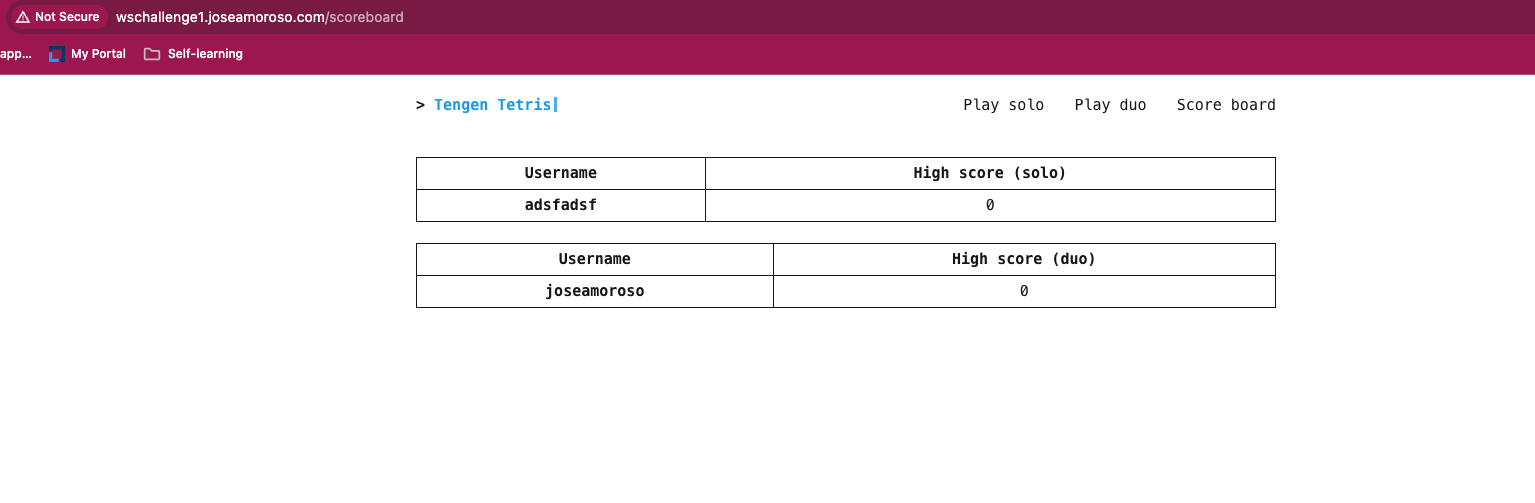 Not Secure wschallenge1.joseamoroso.com/scoreboard
app... My Portal Self-learning
> Tengen Tetris Play solo Play duo Score board
Username High score (solo)
adsfadsf 0
Username High score (duo)
joseamoroso 0